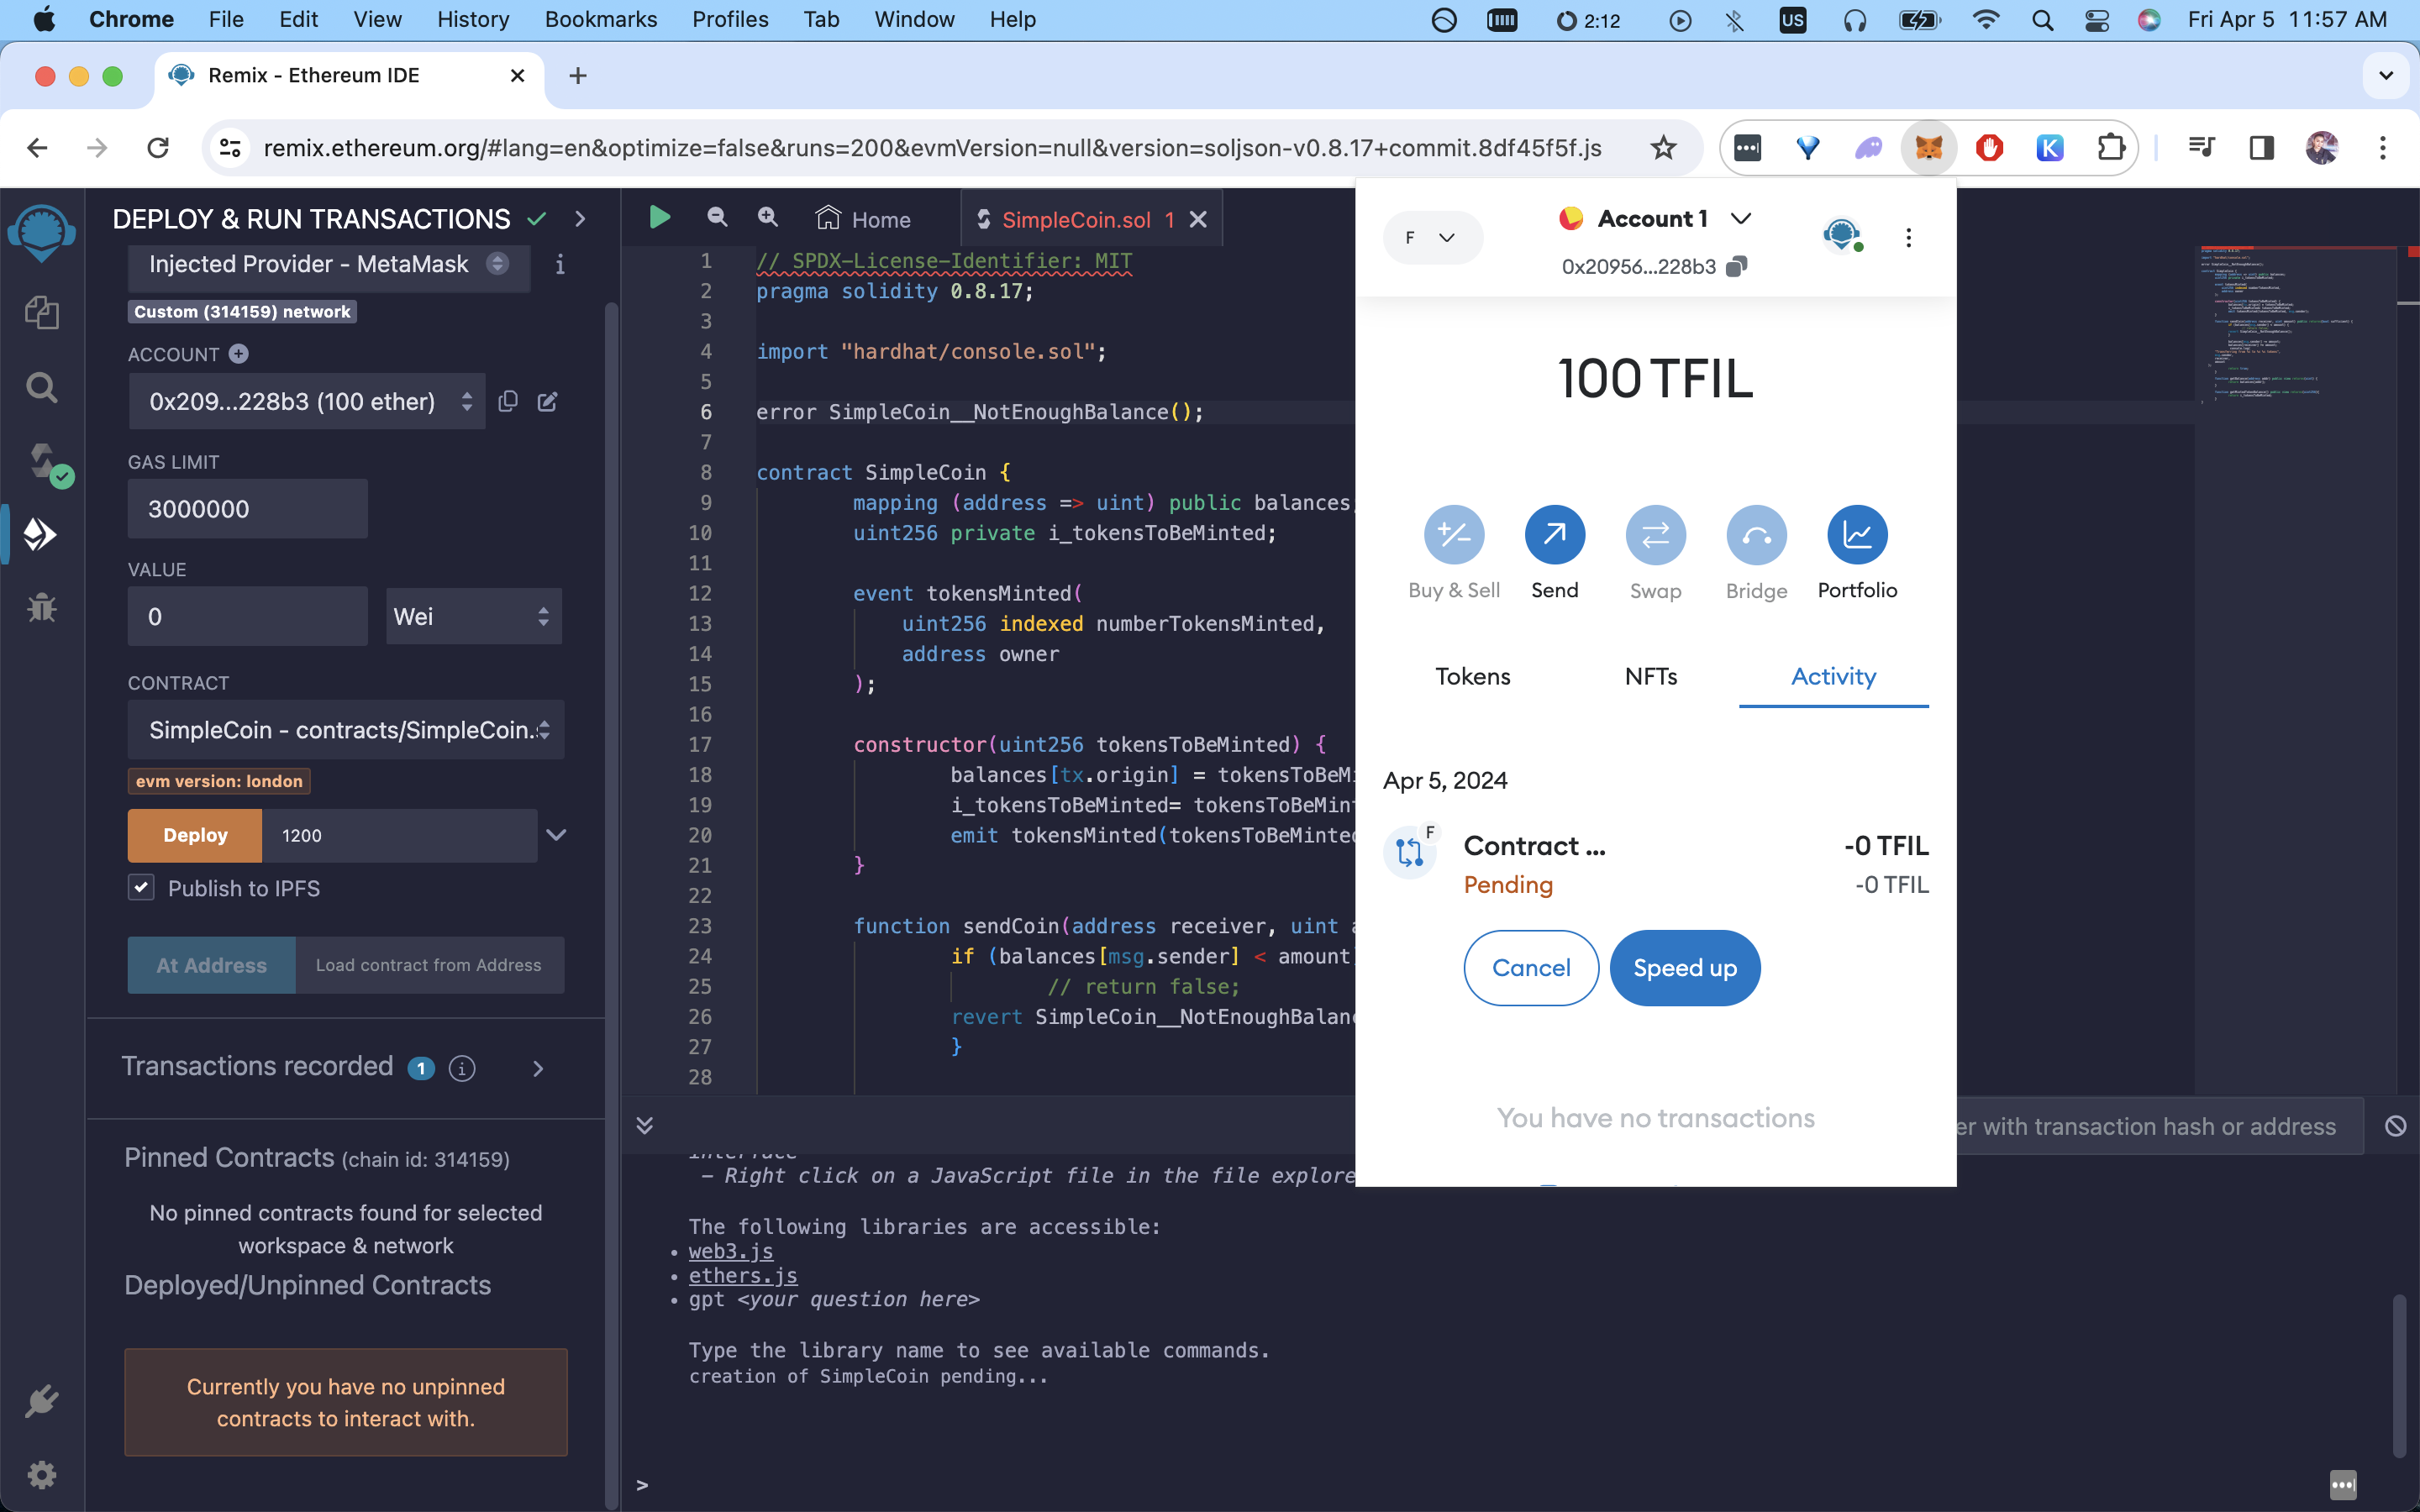 Chrome File Edit View History Bookmarks Profiles Tab Window Help 2:12 US Fri Apr 5 11:57 AM
Remix - Ethereum IDE
remix.ethereum.org/#lang=en&optimize=false&runs=200&evmVersion=null&version=soljson-v0.8.17+commit.8df45f5f.js
DEPLOY & RUN TRANSACTIONS
Injected Provider - MetaMask
Custom (314159) network
ACCOUNT
0x209...228b3 (100 ether)
GAS LIMIT
3000000
VALUE
0 Wei
CONTRACT
SimpleCoin - contracts/SimpleCoin.
evm version: london
Deploy 1200
Publish to IPFS
At Address Load contract from Address
Transactions recorded 1
Pinned Contracts (chain id: 314159)
No pinned contracts found for selected
workspace & network
Deployed/Unpinned Contracts
Currently you have no unpinned
contracts to interact with.
Home SimpleCoin.sol 1
1 // SPDX-License-Identifier: MIT
2 pragma solidity 0.8.17;
3
4 import "hardhat/console.sol";
5
6 error SimpleCoin__NotEnoughBalance();
7
8 contract SimpleCoin {
9 mapping (address => uint) public balances;
10 uint256 private i_tokensToBeMinted;
11
12 event tokensMinted(
13 uint256 indexed numberTokensMinted,
14 address owner
15 );
16
17 constructor(uint256 tokensToBeMinted) {
18 balances[tx.origin] = tokensToBeMi
19 i_tokensToBeMinted= tokensToBeMint
20 emit tokensMinted(tokensToBeMinted
21 }
22
23 function sendCoin(address receiver, uint a
24 if (balances[msg.sender] < amount)
25 // return false;
26 revert SimpleCoin__NotEnoughBalanc
27 }
28
er with transaction hash or address
interface
- Right click on a JavaScript file in the file explore
The following libraries are accessible:
• web3.js
• ethers.js
• gpt <your question here>
Type the library name to see available commands.
creation of SimpleCoin pending...
>
F Account 1
0x20956...228b3
100 TFIL
Buy & Sell Send Swap Bridge Portfolio
Tokens NFTs Activity
Apr 5, 2024
F Contract ... -0 TFIL
Pending -0 TFIL
Cancel Speed up
You have no transactions